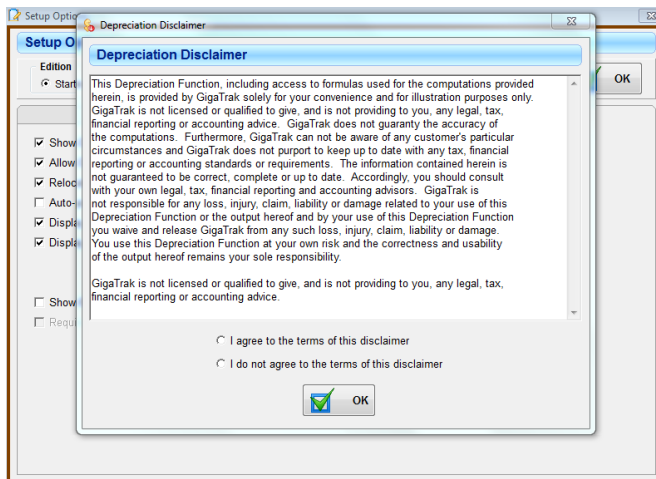 Setup Optio
Depreciation Disclaimer
Setup O
Depreciation Disclaimer
Edition
Start
OK
This Depreciation Function, including access to formulas used for the computations provided
herein, is provided by GigaTrak solely for your convenience and for illustration purposes only.
GigaTrak is not licensed or qualified to give, and is not providing to you, any legal, tax,
financial reporting or accounting advice. GigaTrak does not guaranty the accuracy of
the computations. Furthermore, GigaTrak can not be aware of any customer's particular
circumstances and GigaTrak does not purport to keep up to date with any tax, financial
reporting or accounting standards or requirements. The information contained herein is
not guaranteed to be correct, complete or up to date. Accordingly, you should consult
with your own legal, tax, financial reporting and accounting advisors. GigaTrak is
not responsible for any loss, injury, claim, liability or damage related to your use of this
Depreciation Function or the output hereof and by your use of this Depreciation Function
you waive and release GigaTrak from any such loss, injury, claim, liability or damage.
You use this Depreciation Function at your own risk and the correctness and usability
of the output hereof remains your sole responsibility.
GigaTrak is not licensed or qualified to give, and is not providing to you, any legal, tax,
financial reporting or accounting advice.
Show
Allow
Reloc
Auto-
Displa
Displa
Show
Requi
I agree to the terms of this disclaimer
I do not agree to the terms of this disclaimer
OK